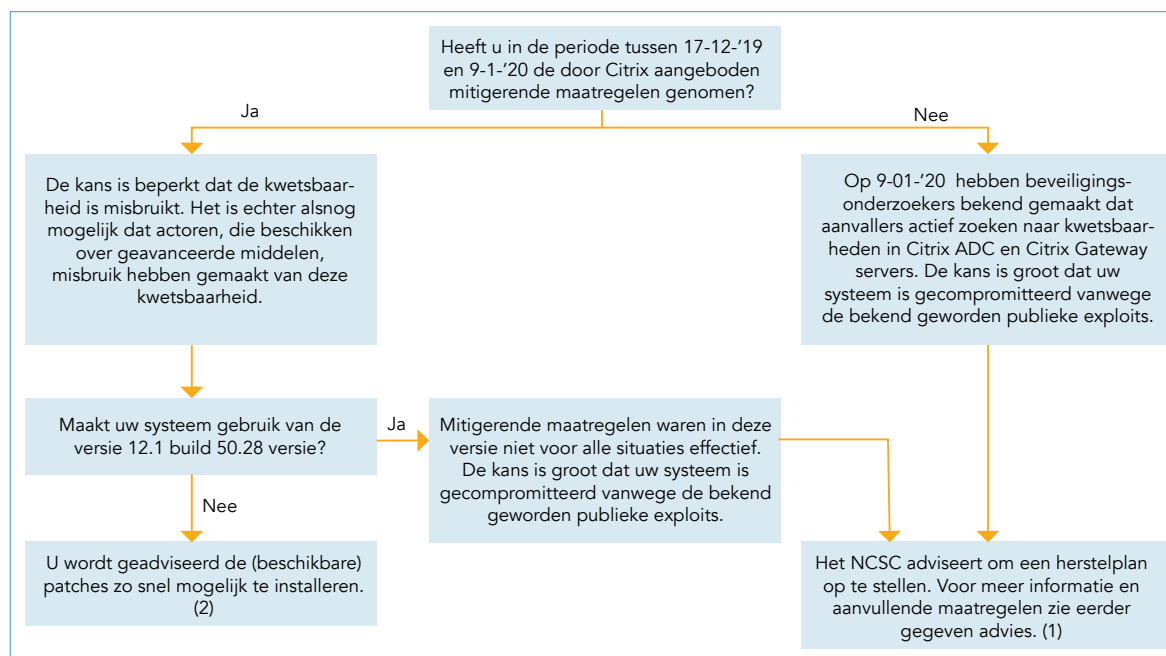 Heeft u in de periode tussen 17-12-'19
en 9-1-'20 de door Citrix aangeboden
mitigerende maatregelen genomen?
Ja
Nee
De kans is beperkt dat de kwetsbaar-
heid is misbruikt. Het is echter alsnog
mogelijk dat actoren, die beschikken
over geavanceerde middelen,
misbruik hebben gemaakt van deze
kwetsbaarheid.
Op 9-01-'20 hebben beveiligings-
onderzoekers bekend gemaakt dat
aanvallers actief zoeken naar kwetsbaar-
heden in Citrix ADC en Citrix Gateway
servers. De kans is groot dat uw
systeem is gecompromitteerd vanwege
de bekend geworden publieke exploits.
Maakt uw systeem gebruik van de
versie 12.1 build 50.28 versie?
Ja
Mitigerende maatregelen waren in deze
versie niet voor alle situaties effectief.
De kans is groot dat uw systeem is
gecompromitteerd vanwege de bekend
geworden publieke exploits.
Nee
U wordt geadviseerd de (beschikbare)
patches zo snel mogelijk te installeren.
(2)
Het NCSC adviseert om een herstelplan
op te stellen. Voor meer informatie en
aanvullende maatregelen zie eerder
gegeven advies. (1)